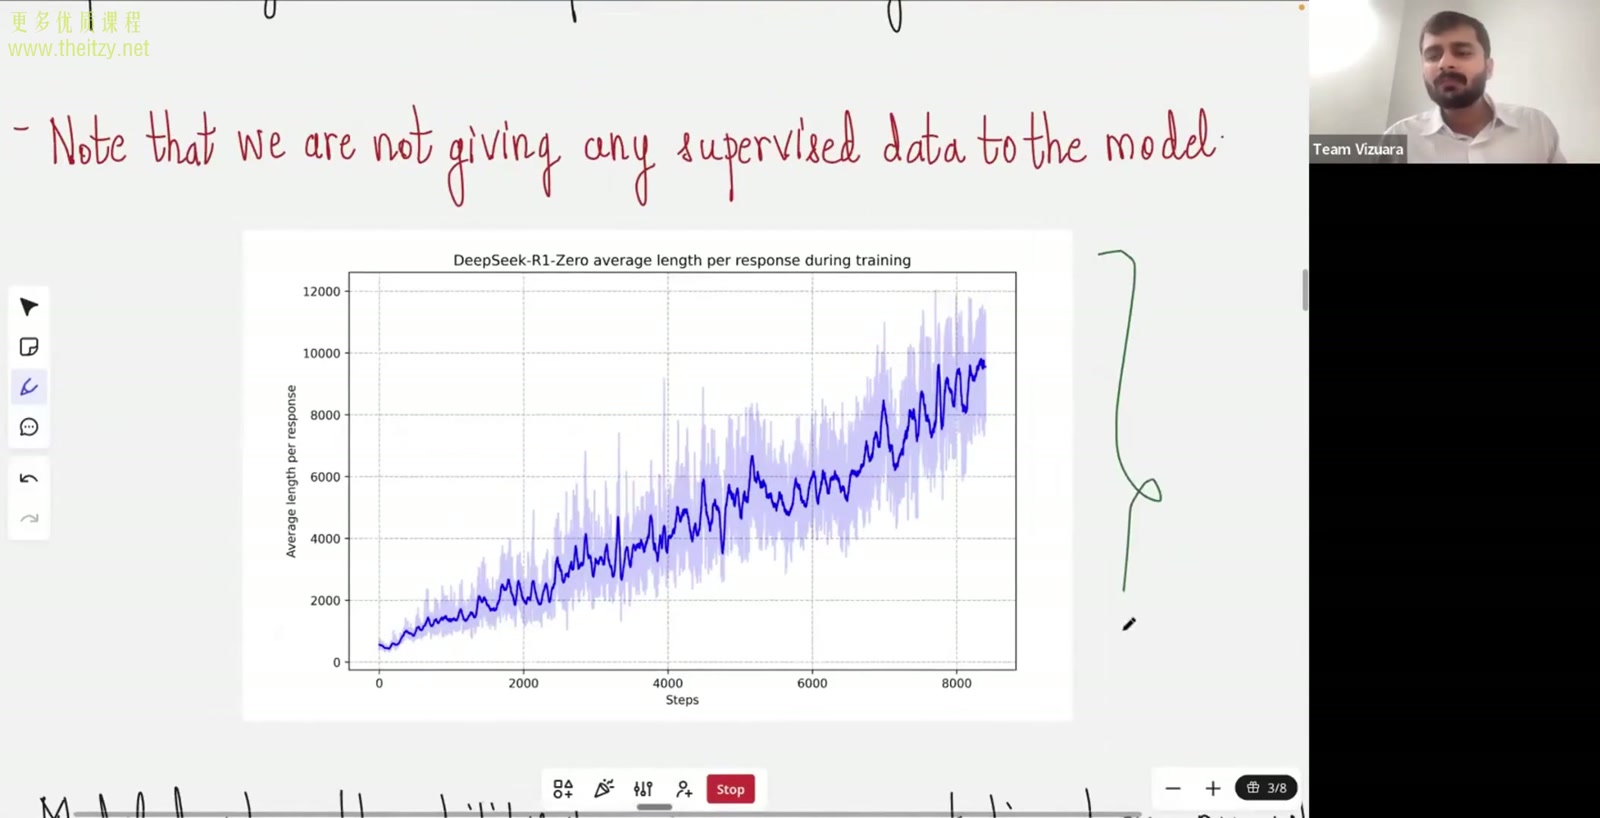 更多优质课程
www.theitzy.net
- Note that we are not giving any supervised data to the model.
Team Vizuara
DeepSeek-R1-Zero average length per response during training
Average length per response
12000
10000
8000
6000
4000
2000
0
0 2000 4000 6000 8000
Steps
Stop
3/8